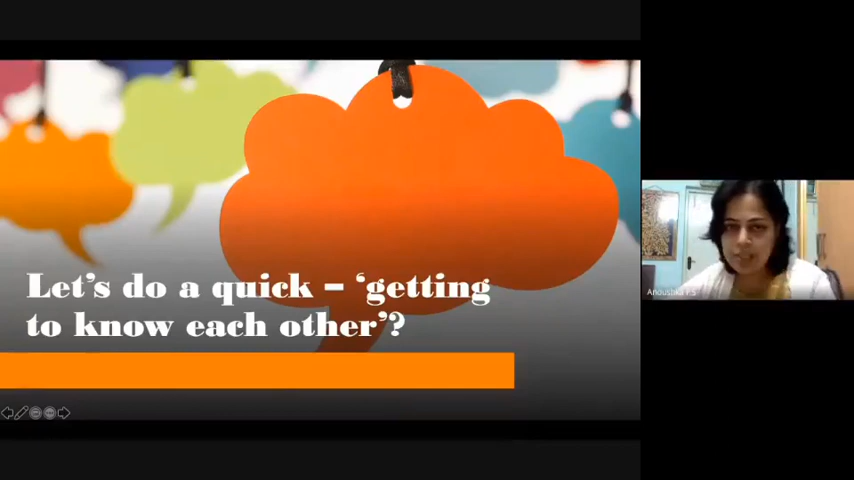 Let's do a quick – 'getting
to know each other'?